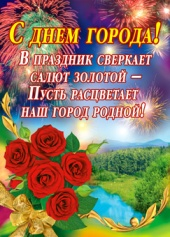 С ДНЕМ ГОРОДА!
В ПРАЗДНИК СВЕРКАЕТ
САЛЮТ ЗОЛОТОЙ –
ПУСТЬ РАСЦВЕТАЕТ
НАШ ГОРОД РОДНОЙ!